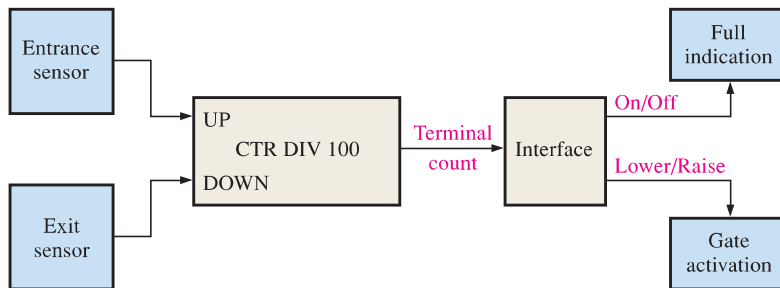 Entrance
sensor
Exit
sensor
UP
CTR DIV 100
DOWN
Terminal
count
Interface
On/Off
Lower/Raise
Full
indication
Gate
activation